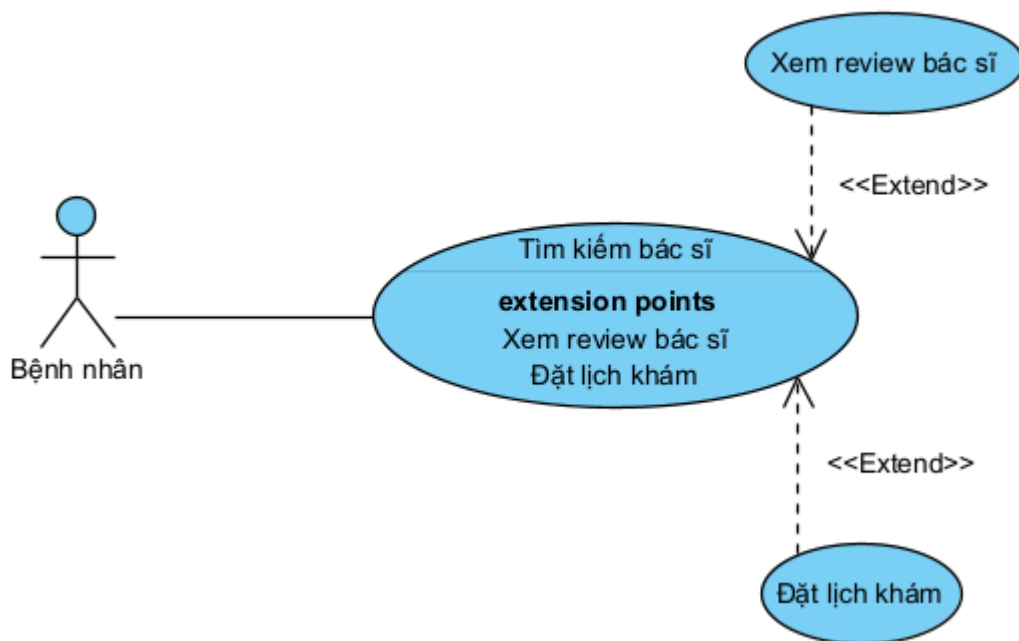 Xem review bác sĩ
<<Extend>>
Tìm kiếm bác sĩ
extension points
Xem review bác sĩ
Đặt lịch khám
Bệnh nhân
<<Extend>>
Đặt lịch khám